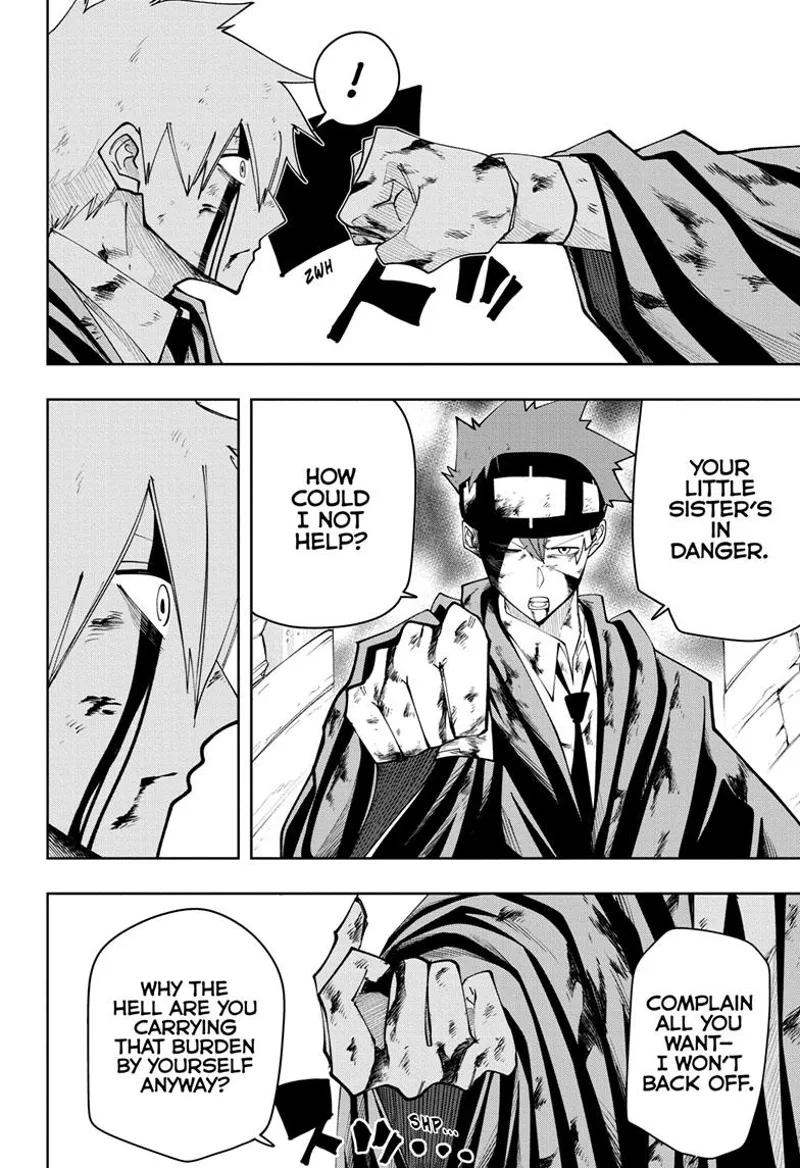 !
ZWH
YOUR
LITTLE
SISTER'S
IN
DANGER.
HOW
COULD
I NOT
HELP?
COMPLAIN
ALL YOU
WANT–
I WON'T
BACK OFF.
WHY THE
HELL ARE YOU
CARRYING
THAT BURDEN
BY YOURSELF
ANYWAY?
SHP...